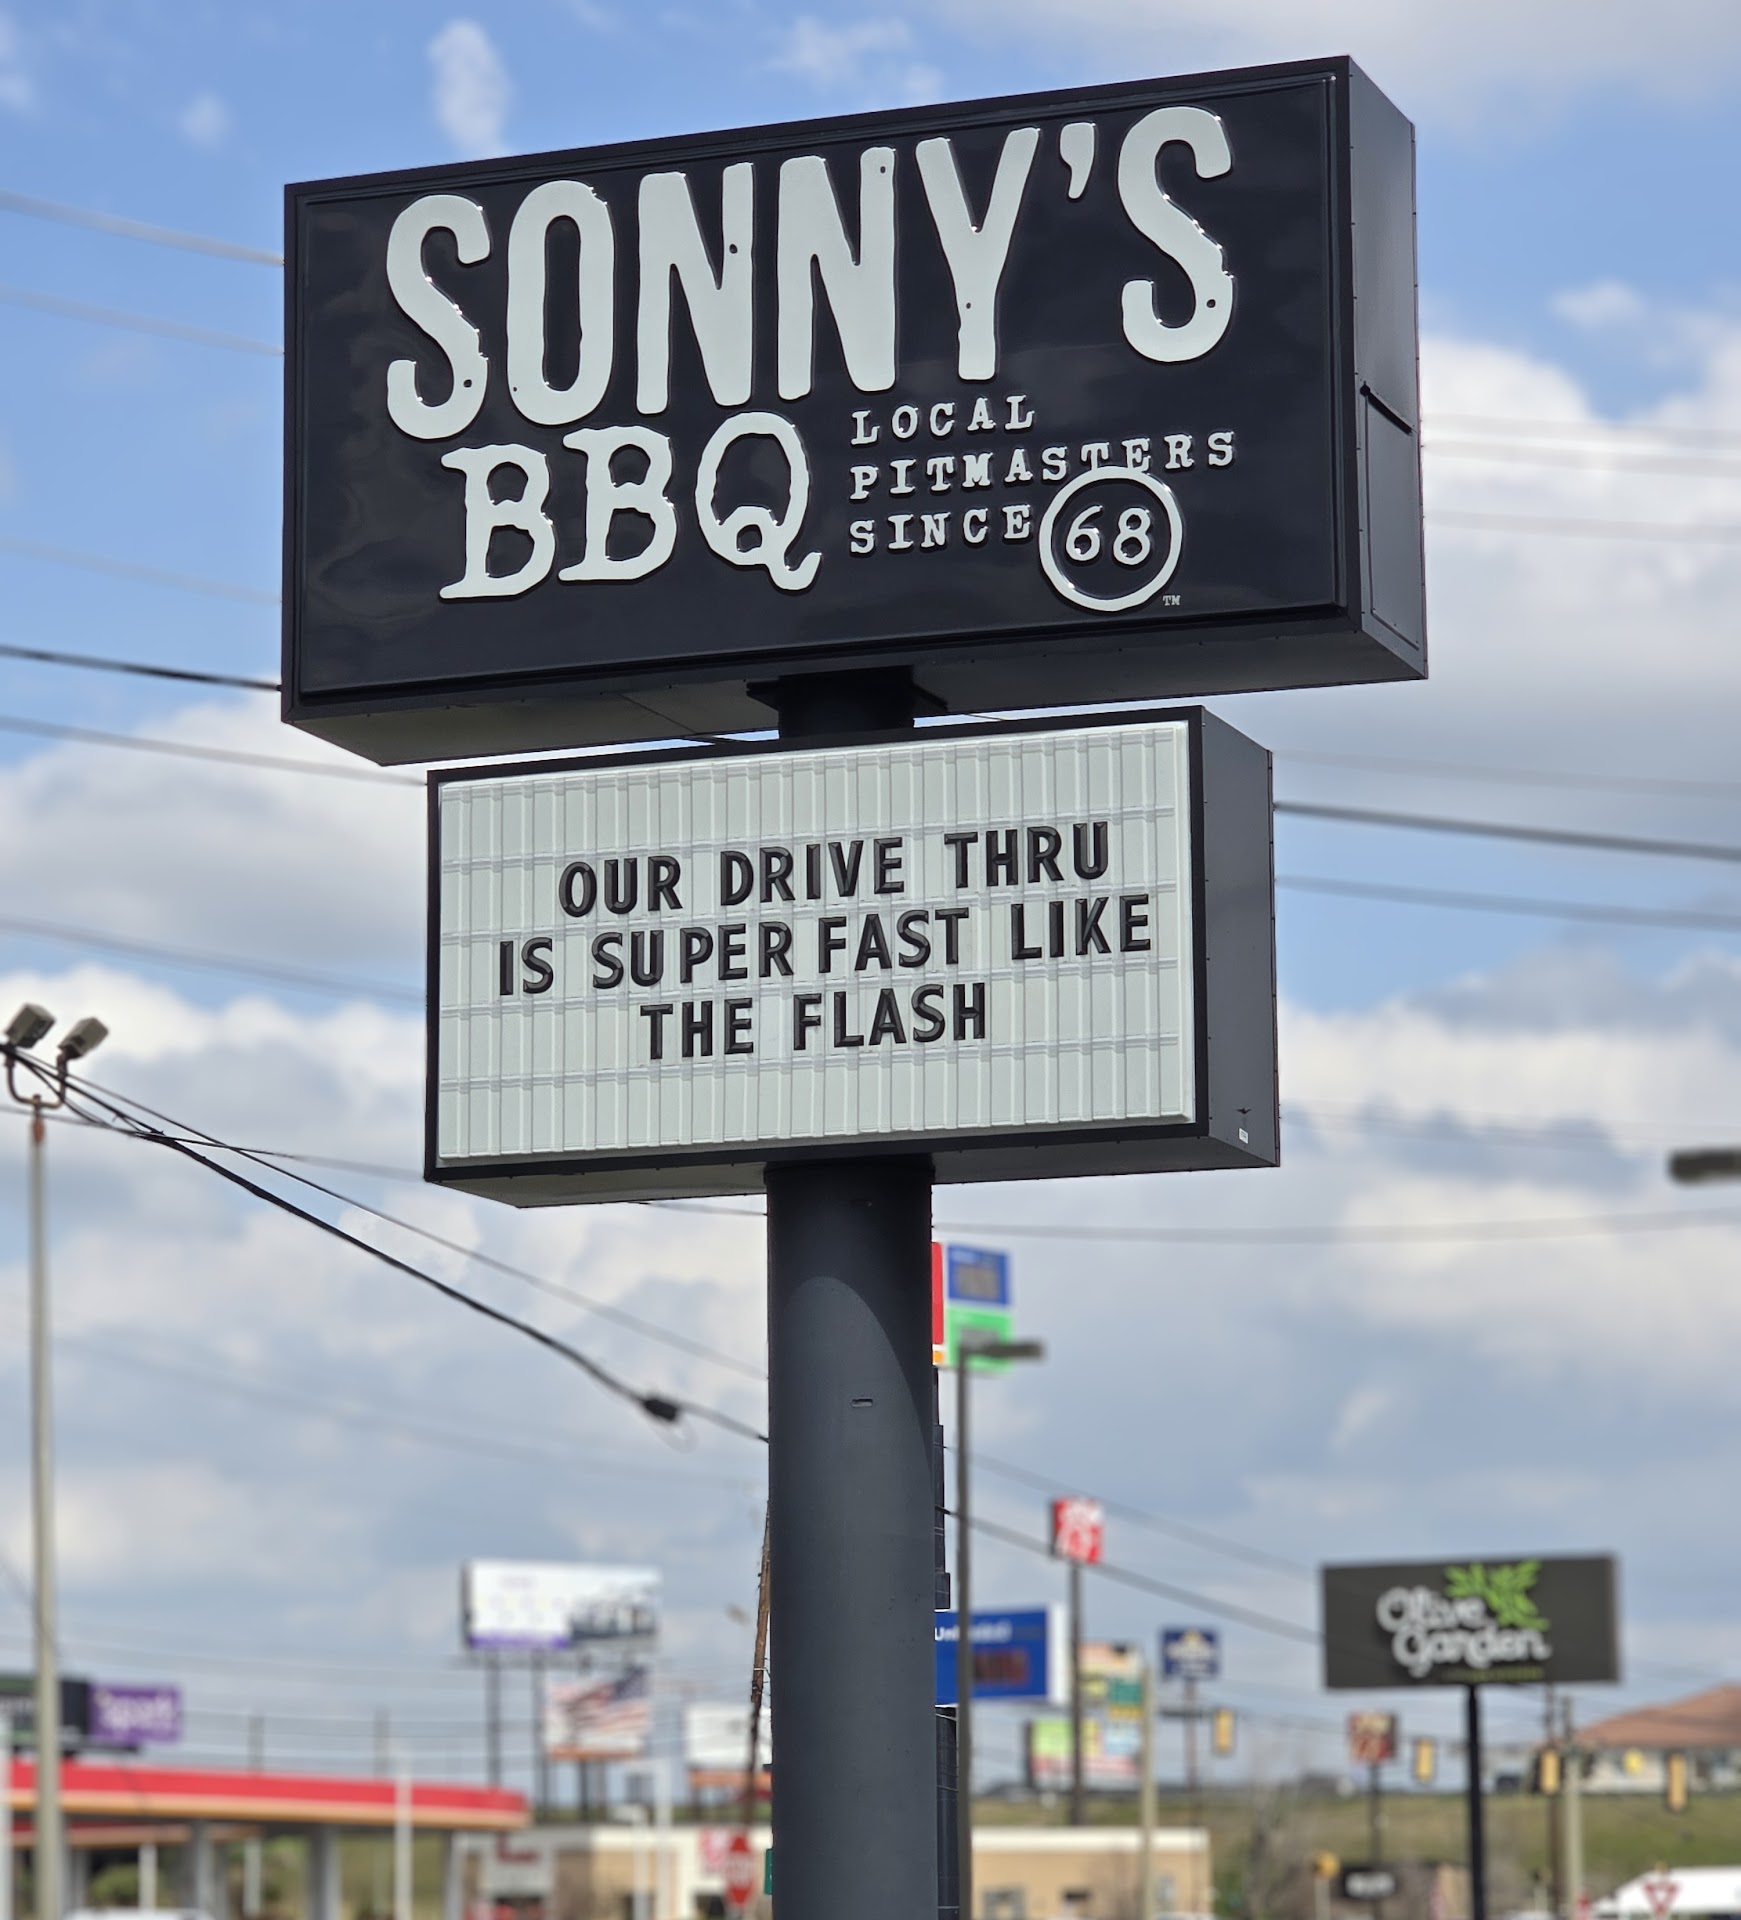 SONNY'S
BBQ
LOCAL
PITMASTERS
SINCE 68
TM
OUR DRIVE THRU
IS SUPER FAST LIKE
THE FLASH
Olive
Garden